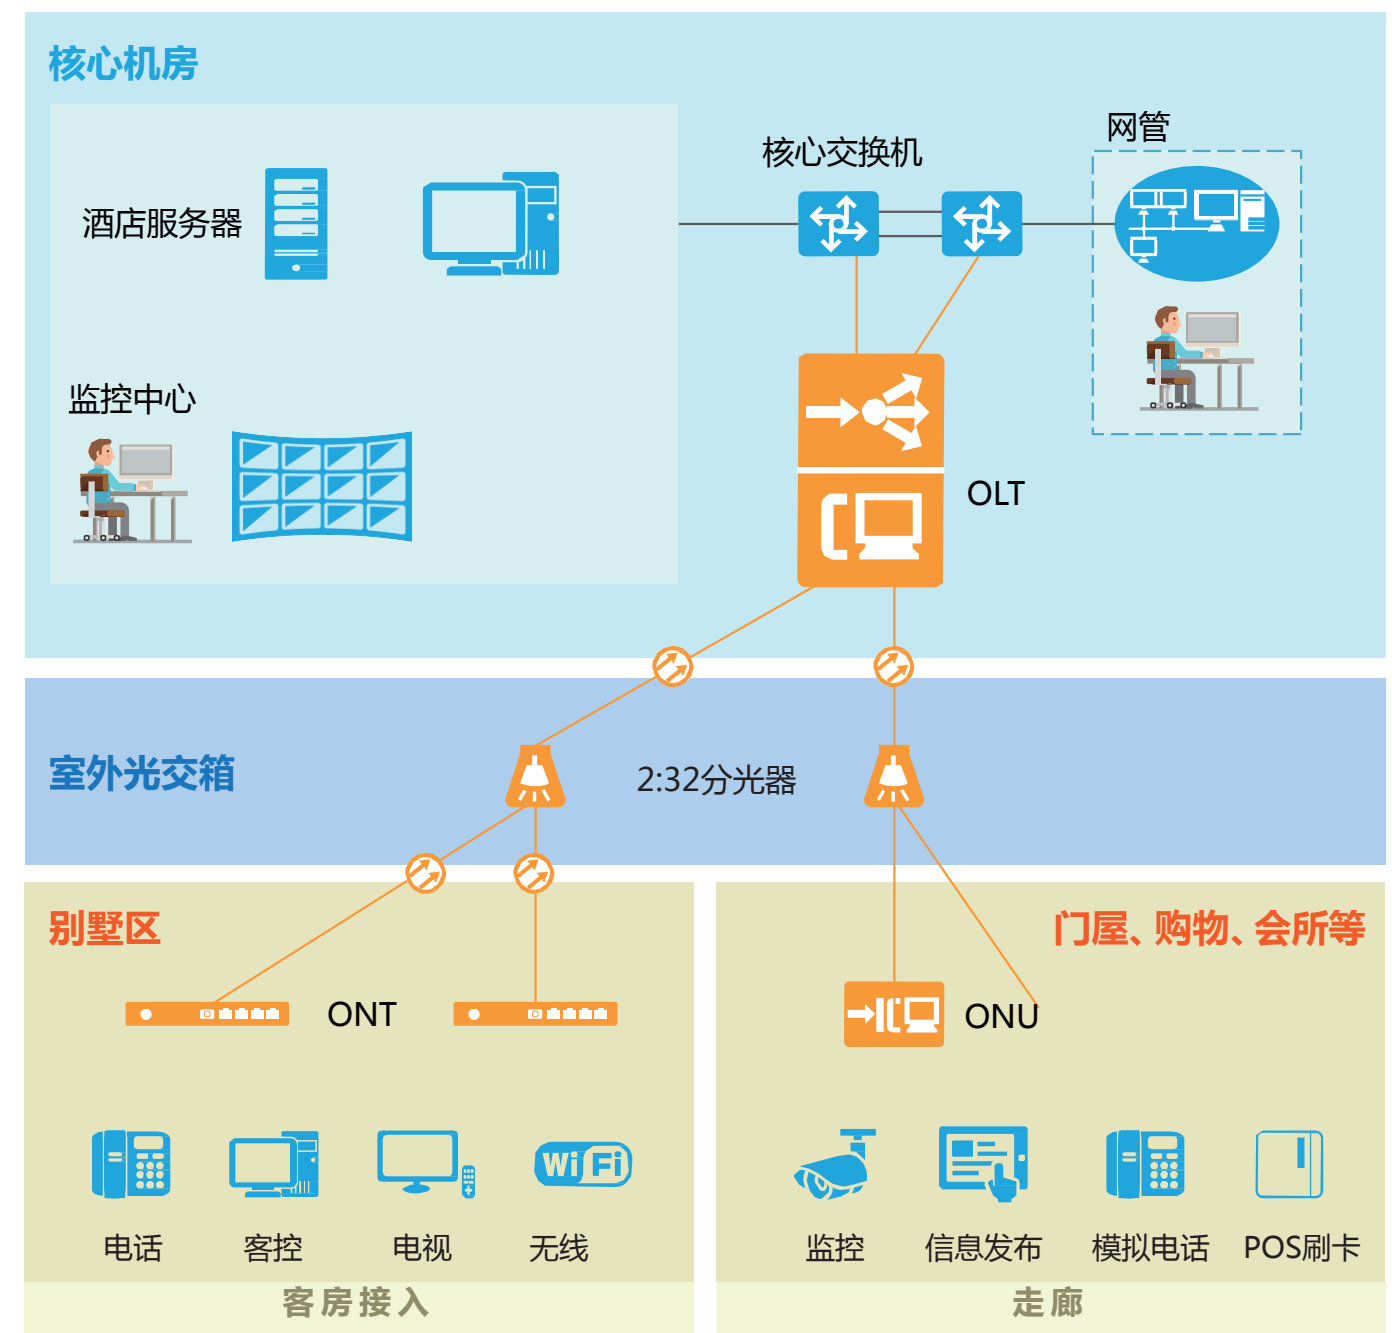 核心机房
网管
核心交换机
酒店服务器
监控中心
OLT
室外光交箱
2:32分光器
别墅区
门屋、购物、会所等
ONT
ONU
WiFi
电话
客控
电视
无线
监控
信息发布
模拟电话
POS刷卡
客房接入
走廊